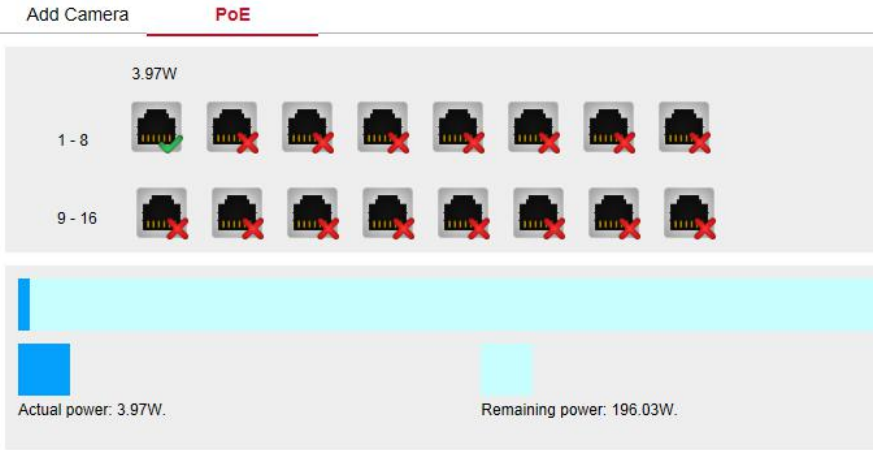 Add Camera PoE
3.97W
1 - 8
9 - 16
Actual power: 3.97W. Remaining power: 196.03W.